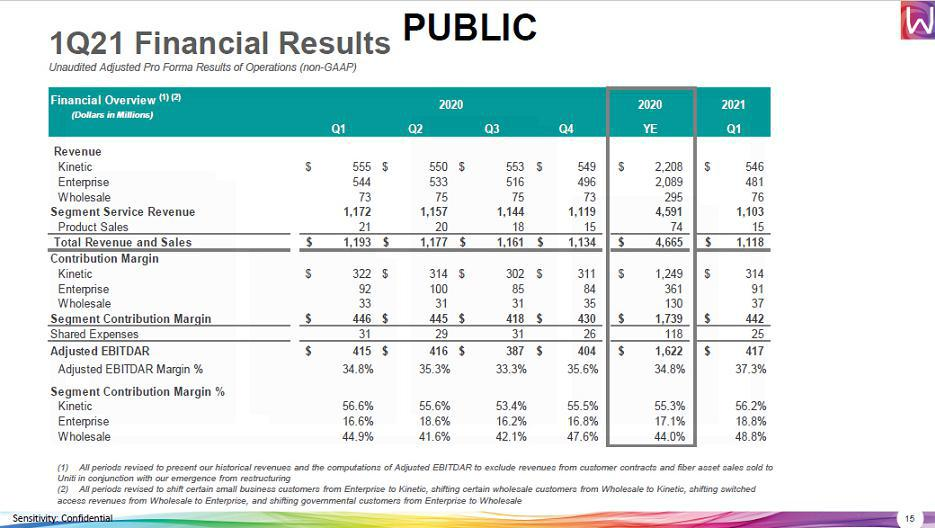 PUBLIC
1Q21 Financial Results
Unaudited Adjusted Pro Forma Results of Operations (non-GAAP)
Financial Overview (1) (2) 2020 2020 2021
(Dollars in Millions)
Q1 Q2 Q3 Q4 YE Q1
Revenue
Kinetic $ 555 $ 550 $ 553 $ 549 $ 2,208 $ 546
Enterprise 544 533 516 496 2,089 481
Wholesale 73 75 75 73 295 76
Segment Service Revenue 1,172 1,157 1,144 1,119 4,591 1,103
Product Sales 21 20 18 15 74 15
Total Revenue and Sales $ 1,193 $ 1,177 $ 1,161 $ 1,134 $ 4,665 $ 1,118
Contribution Margin
Kinetic $ 322 $ 314 $ 302 $ 311 $ 1,249 $ 314
Enterprise 92 100 85 84 361 91
Wholesale 33 31 31 35 130 37
Segment Contribution Margin $ 446 $ 445 $ 418 $ 430 $ 1,739 $ 442
Shared Expenses 31 29 31 26 118 25
Adjusted EBITDAR $ 415 $ 416 $ 387 $ 404 $ 1,622 $ 417
Adjusted EBITDAR Margin % 34.8% 35.3% 33.3% 35.6% 34.8% 37.3%
Segment Contribution Margin %
Kinetic 56.6% 55.6% 53.4% 55.5% 55.3% 56.2%
Enterprise 16.6% 18.6% 16.2% 16.8% 17.1% 18.8%
Wholesale 44.9% 41.6% 42.1% 47.6% 44.0% 48.8%
(1) All periods revised to present our historical revenues and the computations of Adjusted EBITDAR to exclude revenues from customer contracts and fiber asset sales sold to
Uniti in conjunction with our emergence from restructuring
(2) All periods revised to shift certain small business customers from Enterprise to Kinetic, shifting certain wholesale customers from Wholesale to Kinetic, shifting switched
access revenues from Wholesale to Enterprise, and shifting governmental customers from Enterprise to Wholesale
Sensitivity: Confidential 15